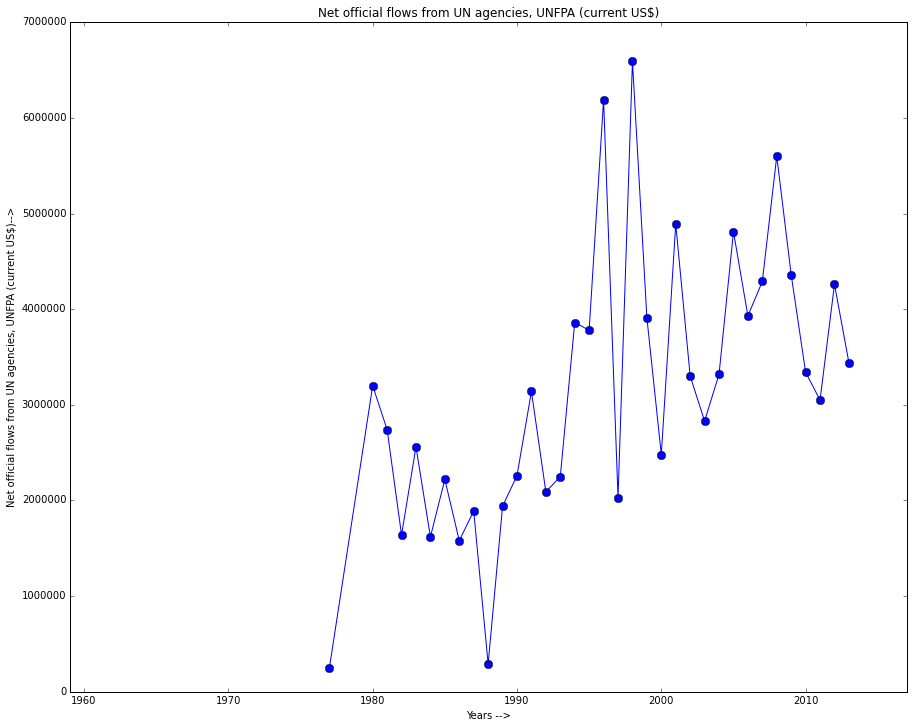 Net official flows from UN agencies, UNFPA (current US$)
7000000
6000000
5000000
4000000
3000000
2000000
1000000
0
Net official flows from UN agencies, UNFPA (current US$)-->
1960 1970 1980 1990 2000 2010
Years -->